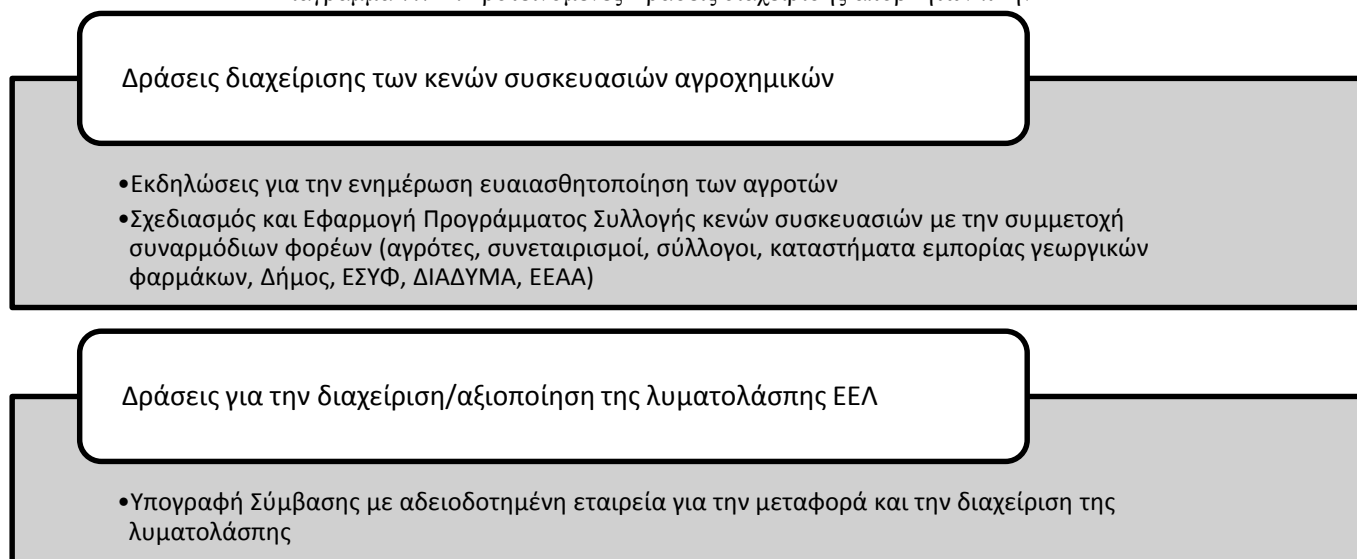 Δράσεις διαχείρισης των κενών συσκευασιών αγροχημικών
•Εκδηλώσεις για την ενημέρωση ευαισθητοποίηση των αγροτών
•Σχεδιασμός και Εφαρμογή Προγράμματος Συλλογής κενών συσκευασιών με την συμμετοχή
συναρμόδιων φορέων (αγρότες, συνεταιρισμοί, σύλλογοι, καταστήματα εμπορίας γεωργικών
φαρμάκων, Δήμος, ΕΣΥΦ, ΔΙΑΔΥΜΑ, ΕΕΑΑ)
Δράσεις για την διαχείριση/αξιοποίηση της λυματολάσπης ΕΕΛ
•Υπογραφή Σύμβασης με αδειοδοτημένη εταιρεία για την μεταφορά και την διαχείριση της
λυματολάσπης